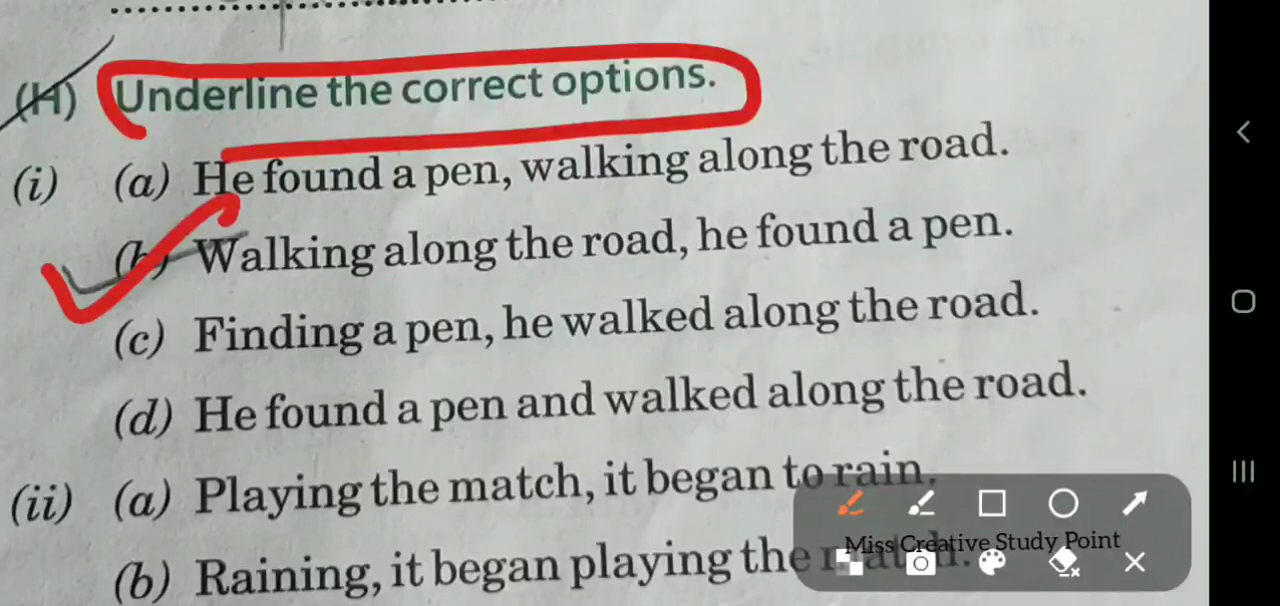 (H) Underline the correct options.
(i) (a) He found a pen, walking along the road.
(b) Walking along the road, he found a pen.
(c) Finding a pen, he walked along the road.
(d) He found a pen and walked along the road.
(ii) (a) Playing the match, it began to rain.
(b) Raining, it began playing the match.
Miss Creative Study Point